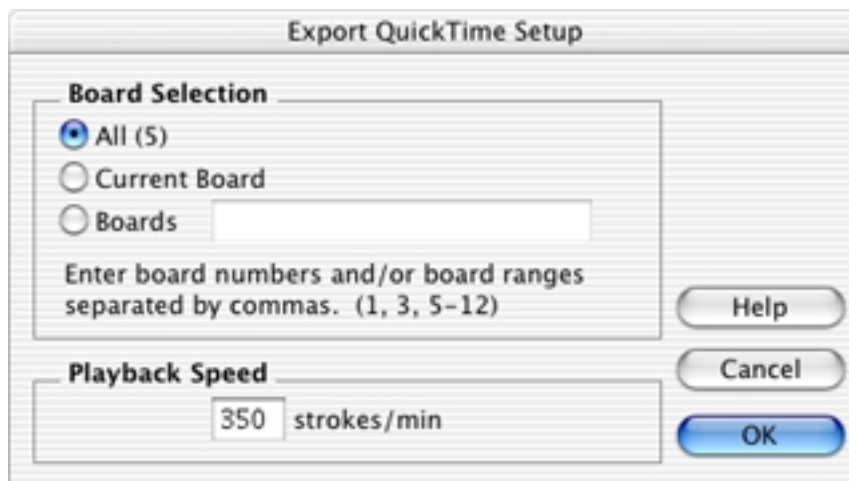 Export QuickTime Setup
Board Selection
All (5)
Current Board
Boards
Enter board numbers and/or board ranges
separated by commas. (1, 3, 5-12)
Help
Cancel
OK
Playback Speed
350 strokes/min